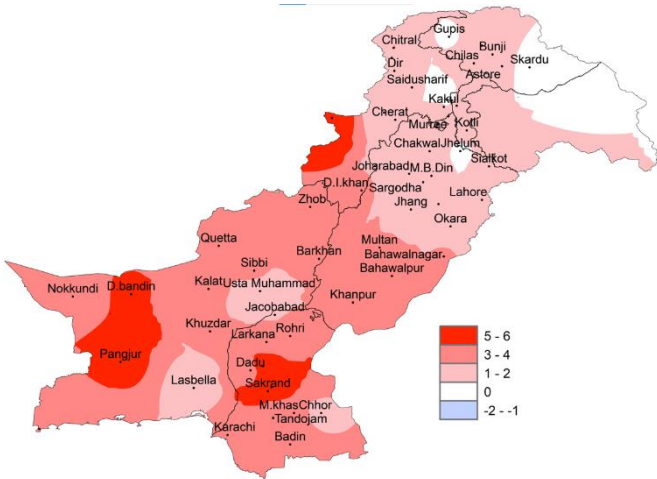 Gupis
Chitral
Bunji
Chilas
Skardu
Dir
Astore
Saidusharif
Kakul
Cherat
Murree
Kotli
Chakwal
Jhelum
Sialkot
Joharabad
M.B.Din
D.I.khan
Sargodha
Lahore
Zhob
Jhang
Okara
Quetta
Multan
Barkhan
Bahawalnagar
Sibbi
Bahawalpur
Nokkundi
D.bandin
Kalat
Usta Muhammad
Khanpur
Jacobabad
Khuzdar
Larkana
Rohri
Pangjur
Dadu
Lasbella
Sakrand
M.khas
Chhor
Tandojam
Karachi
Badin
5 - 6
3 - 4
1 - 2
0
-2 - -1